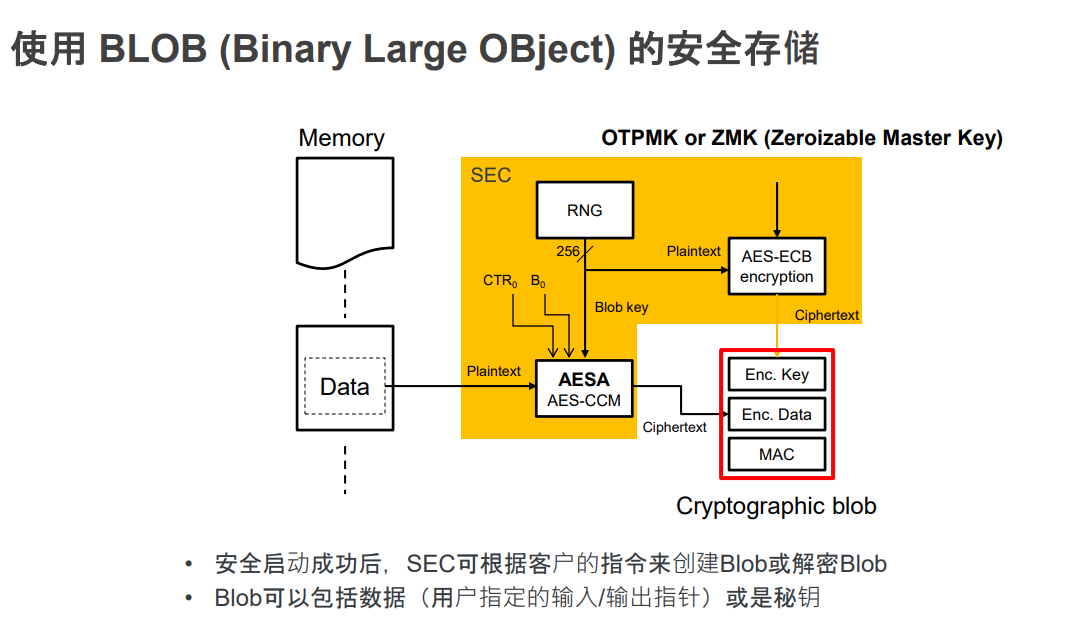 使用 BLOB (Binary Large OBject) 的安全存储
Memory
OTPMK or ZMK (Zeroizable Master Key)
SEC
RNG
256
Plaintext
AES-ECB
encryption
CTR₀ B₀
Blob key
Ciphertext
Plaintext
AESA
AES-CCM
Data
Enc. Key
Enc. Data
MAC
Ciphertext
Cryptographic blob
• 安全启动成功后，SEC可根据客户的指令来创建Blob或解密Blob
• Blob可以包括数据（用户指定的输入/输出指针）或是秘钥